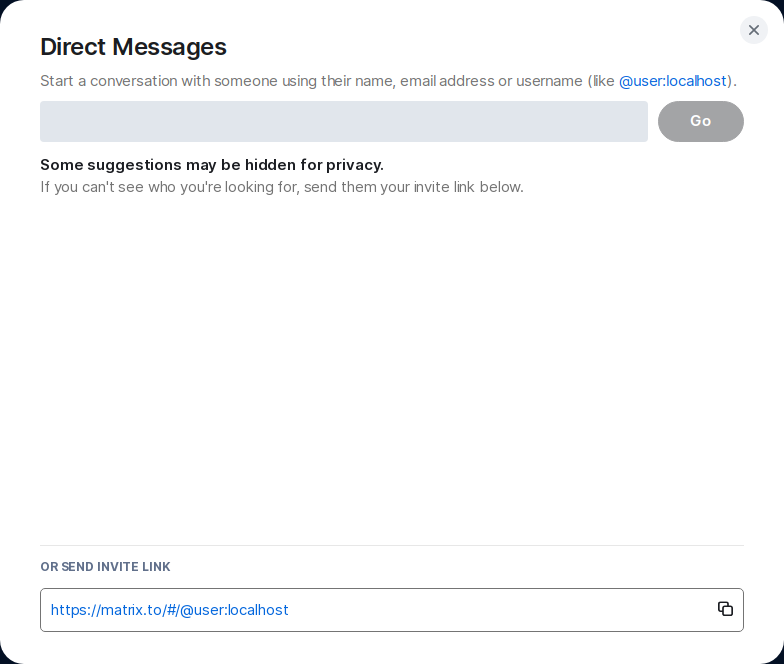 Direct Messages
Start a conversation with someone using their name, email address or username (like @user:localhost).
Go
Some suggestions may be hidden for privacy.
If you can't see who you're looking for, send them your invite link below.
OR SEND INVITE LINK
https://matrix.to/#/@user:localhost